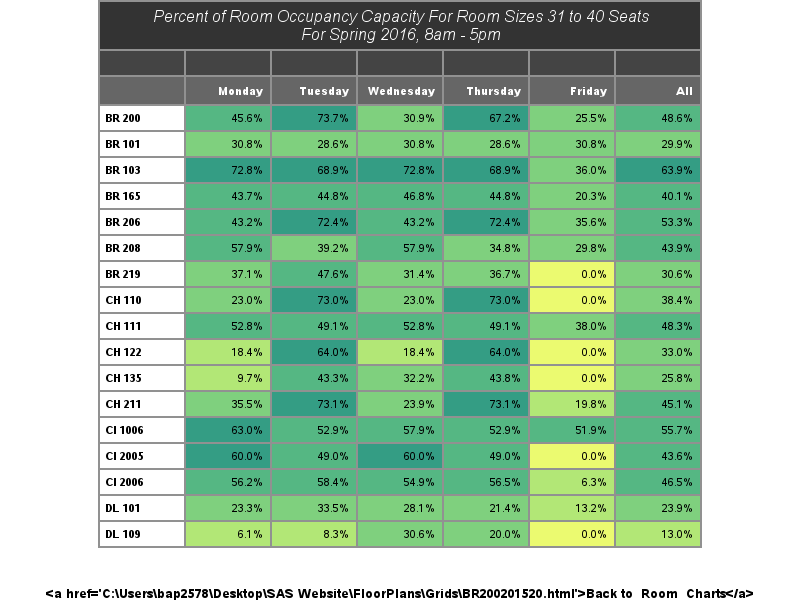 Percent of Room Occupancy Capacity For Room Sizes 31 to 40 Seats
For Spring 2016, 8am - 5pm
Monday Tuesday Wednesday Thursday Friday All
BR 200 45.6% 73.7% 30.9% 67.2% 25.5% 48.6%
BR 101 30.8% 28.6% 30.8% 28.6% 30.8% 29.9%
BR 103 72.8% 68.9% 72.8% 68.9% 36.0% 63.9%
BR 165 43.7% 44.8% 46.8% 44.8% 20.3% 40.1%
BR 206 43.2% 72.4% 43.2% 72.4% 35.6% 53.3%
BR 208 57.9% 39.2% 57.9% 34.8% 29.8% 43.9%
BR 219 37.1% 47.6% 31.4% 36.7% 0.0% 30.6%
CH 110 23.0% 73.0% 23.0% 73.0% 0.0% 38.4%
CH 111 52.8% 49.1% 52.8% 49.1% 38.0% 48.3%
CH 122 18.4% 64.0% 18.4% 64.0% 0.0% 33.0%
CH 135 9.7% 43.3% 32.2% 43.8% 0.0% 25.8%
CH 211 35.5% 73.1% 23.9% 73.1% 19.8% 45.1%
CI 1006 63.0% 52.9% 57.9% 52.9% 51.9% 55.7%
CI 2005 60.0% 49.0% 60.0% 49.0% 0.0% 43.6%
CI 2006 56.2% 58.4% 54.9% 56.5% 6.3% 46.5%
DL 101 23.3% 33.5% 28.1% 21.4% 13.2% 23.9%
DL 109 6.1% 8.3% 30.6% 20.0% 0.0% 13.0%
<a href='C:\Users\bap2578\Desktop\SAS Website\FloorPlans\Grids\BR200201520.html'>Back to Room Charts</a>